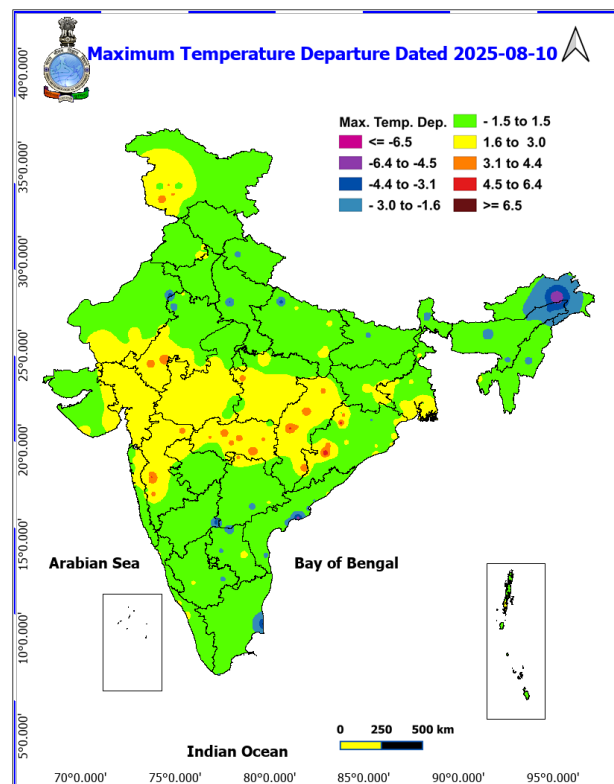 Maximum Temperature Departure Dated 2025-08-10
Max. Temp. Dep.
<= -6.5
-6.4 to -4.5
-4.4 to -3.1
- 3.0 to -1.6
- 1.5 to 1.5
1.6 to 3.0
3.1 to 4.4
4.5 to 6.4
>= 6.5
40°0.000'
35°0.000'
30°0.000'
25°0.000'
20°0.000'
15°0.000'
10°0.000'
5°0.000'
Arabian Sea
Bay of Bengal
Indian Ocean
0 250 500 km
70°0.000' 75°0.000' 80°0.000' 85°0.000' 90°0.000' 95°0.000'